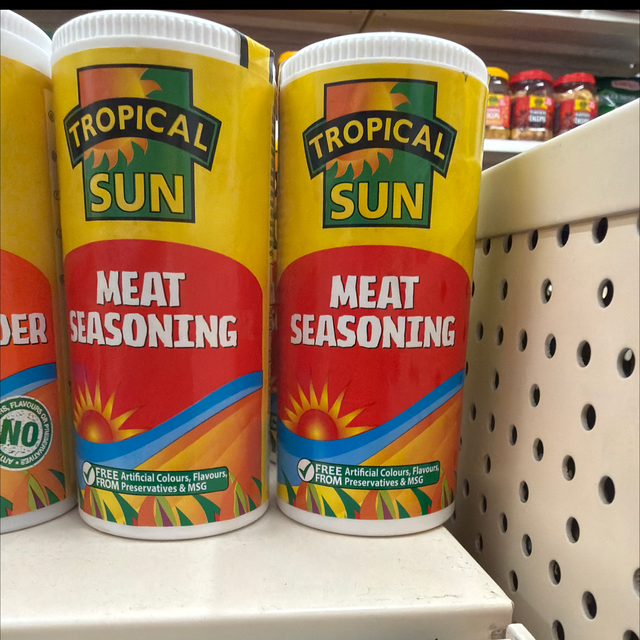 TROPICAL
SUN
MEAT
SEASONING
FREE Artificial Colours, Flavours,
FROM Preservatives & MSG
TROPICAL
SUN
MEAT
SEASONING
FREE Artificial Colours, Flavours,
FROM Preservatives & MSG
DER
NO